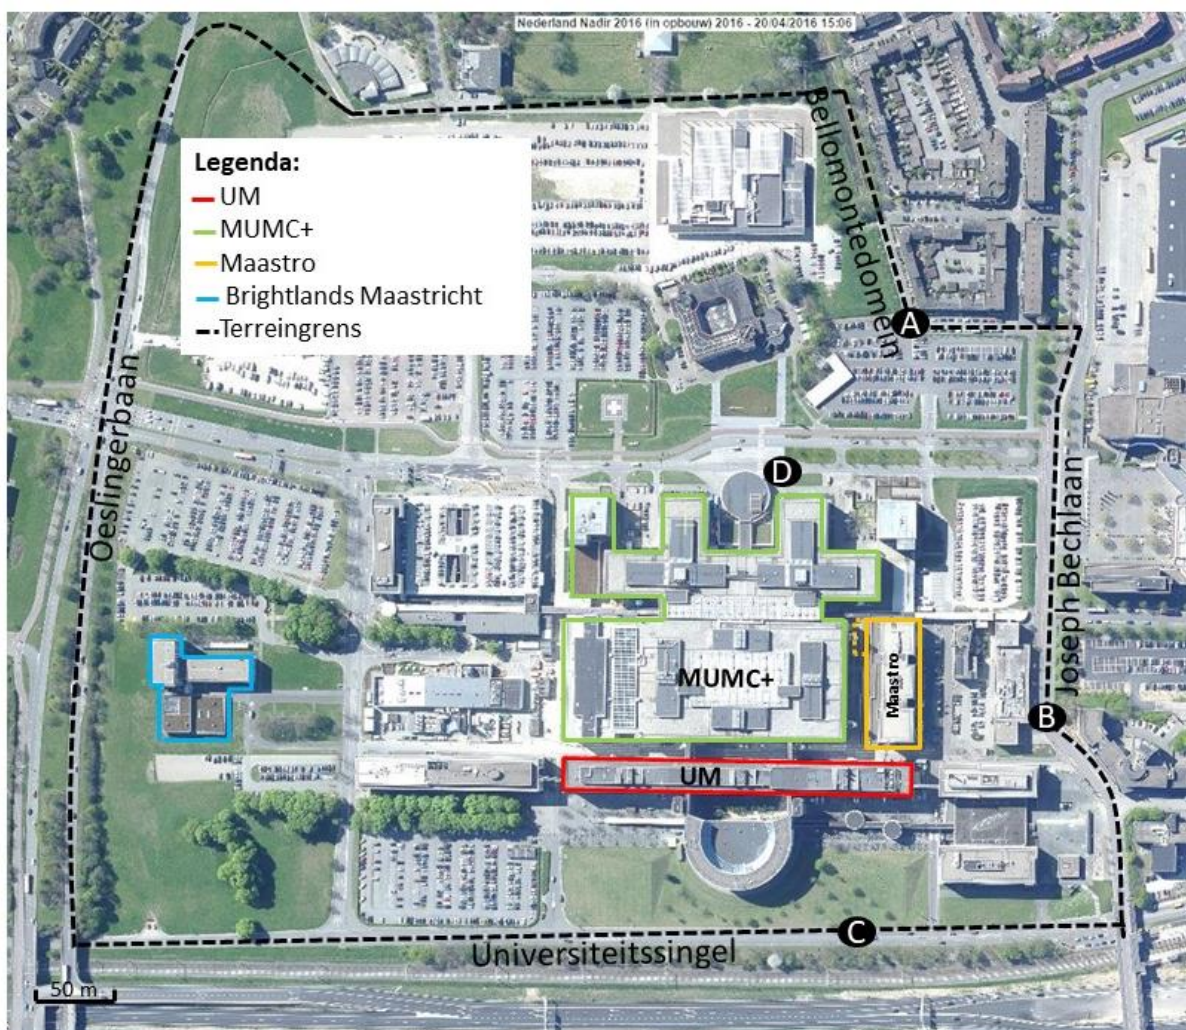 Nederland Nadir 2016 (in opbouw) 2016 - 20/04/2016 15:06
Legenda:
UM
MUMC+
Maastro
Brightlands Maastricht
Terreingrens
Bellomontedomein
A
Oeslingerbaan
D
Joseph Bechlaan
MUMC+
Maastro
B
UM
C
Universiteitssingel
50 m